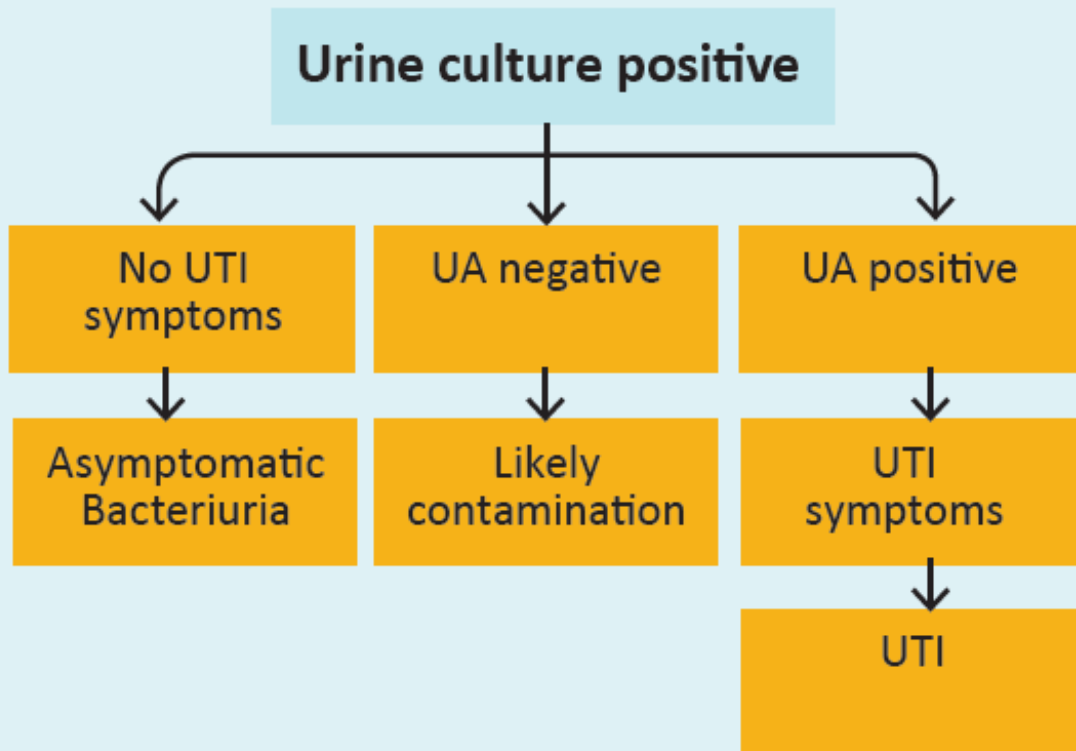 Urine culture positive
No UTI
symptoms
UA negative
UA positive
Asymptomatic
Bacteriuria
Likely
contamination
UTI
symptoms
UTI